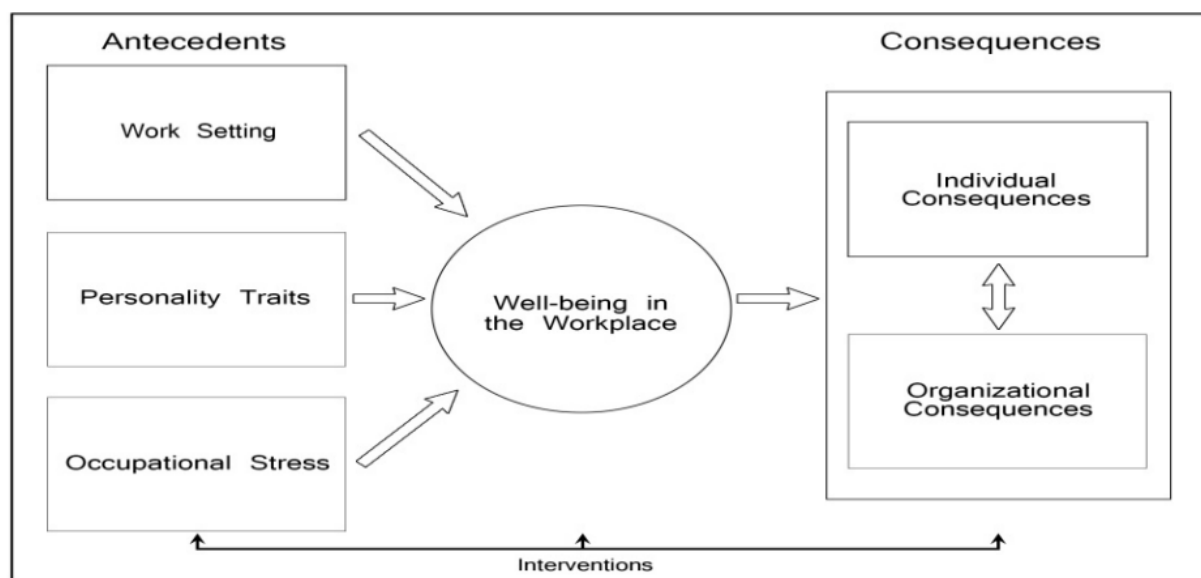 Antecedents
Consequences
Work Setting
Personality Traits
Occupational Stress
Well-being in
the Workplace
Individual
Consequences
Organizational
Consequences
Interventions